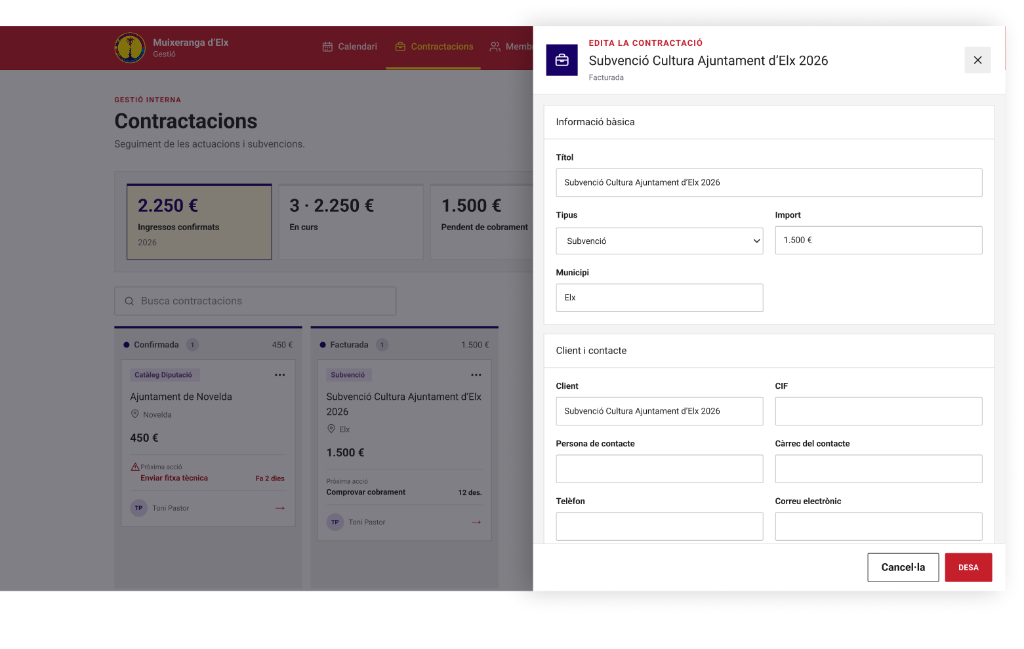 Muixeranga d'Elx
Gestió
Calendari
Contractacions
GESTIÓ INTERNA
Contractacions
Seguiment de les actuacions i subvencions.
2.250 €
Ingressos confirmats
2026
3 · 2.250 €
En curs
1.500 €
Pendent de cobrament
Busca contractacions
Confirmada 1 450 €
Catàleg Diputació
Ajuntament de Novelda
Novelda
450 €
Pròxima acció
Enviar fitxa tècnica Fa 2 dies
TP Toni Pastor
Facturada 1 1.500 €
Subvenció
Subvenció Cultura Ajuntament d'Elx
2026
Elx
1.500 €
Pròxima acció
Comprovar cobrament 12 des.
TP Toni Pastor
EDITA LA CONTRACTACIÓ
Subvenció Cultura Ajuntament d'Elx 2026
Facturada
Informació bàsica
Títol
Subvenció Cultura Ajuntament d'Elx 2026
Tipus Import
Subvenció 1.500 €
Municipi
Elx
Client i contacte
Client CIF
Subvenció Cultura Ajuntament d'Elx 2026
Persona de contacte Càrrec del contacte
Telèfon Correu electrònic
Cancel·la DESA